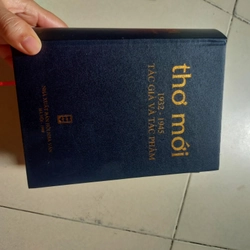 thơ mới
1932 - 1945
TÁC GIẢ VÀ TÁC PHẨM